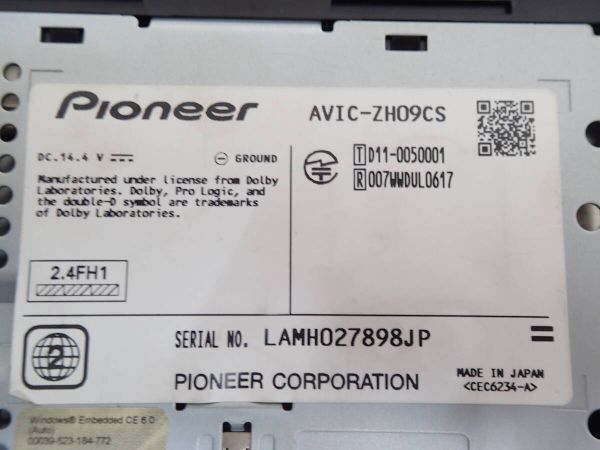 Pioneer
AVIC-ZH09CS
DC.14.4 V
GROUND
T D11-0050001
R 007WWDUL0617
Manufactured under license from Dolby
Laboratories. Dolby, Pro Logic, and
the double-D symbol are trademarks
of Dolby Laboratories.
2.4FH1
2
SERIAL NO. LAMH027898JP
PIONEER CORPORATION
MADE IN JAPAN
<CEC6234-A>
Windows® Embedded CE 6.0
(Auto)
00039-523-184-772